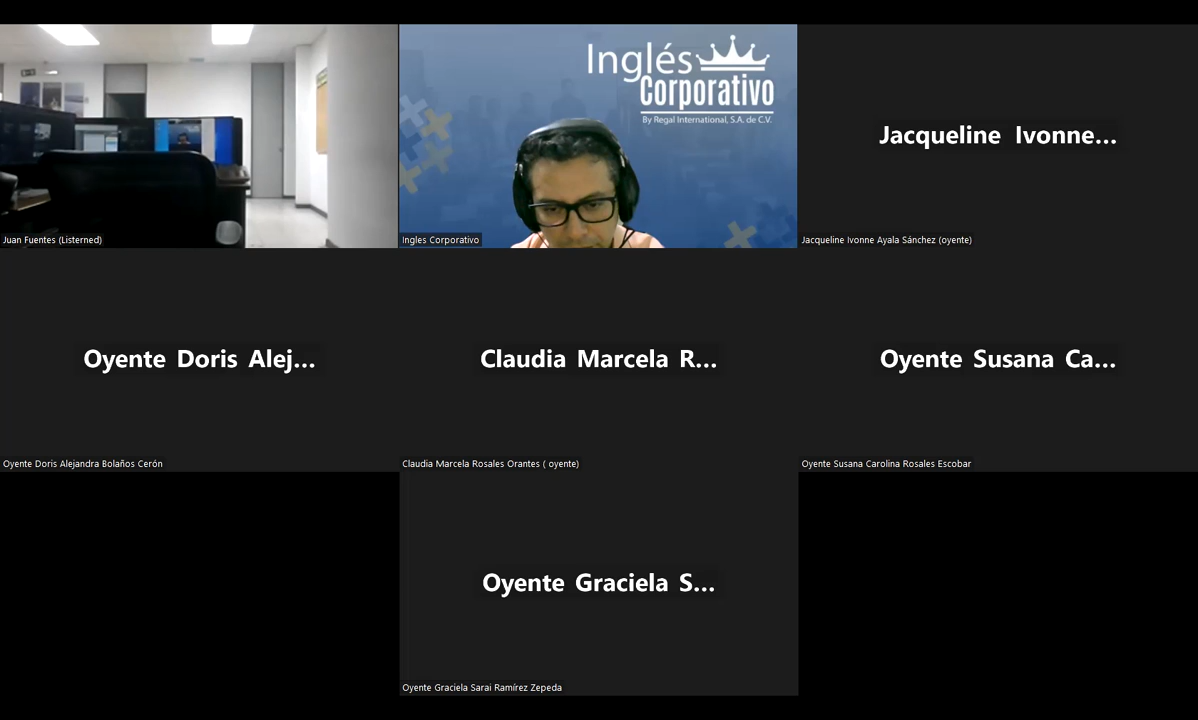 Inglés
Corporativo
By Regal International, S.A. de C.V.
Juan Fuentes (Listerned)
Ingles Corporativo
Jacqueline Ivonne...
Jacqueline Ivonne Ayala Sánchez (oyente)
Oyente Doris Alej...
Oyente Doris Alejandra Bolaños Cerón
Claudia Marcela R...
Claudia Marcela Rosales Orantes ( oyente)
Oyente Susana Ca...
Oyente Susana Carolina Rosales Escobar
Oyente Graciela S...
Oyente Graciela Sarai Ramírez Zepeda